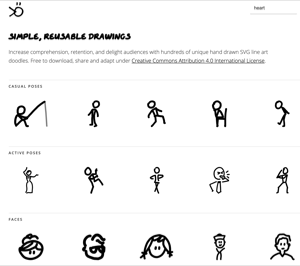 heart
SIMPLE, REUSABLE DRAWINGS
Increase comprehension, retention, and delight audiences with hundreds of unique hand drawn SVG line art
doodles. Free to download, share and adapt under Creative Commons Attribution 4.0 International License.
CASUAL POSES
ACTIVE POSES
FACES